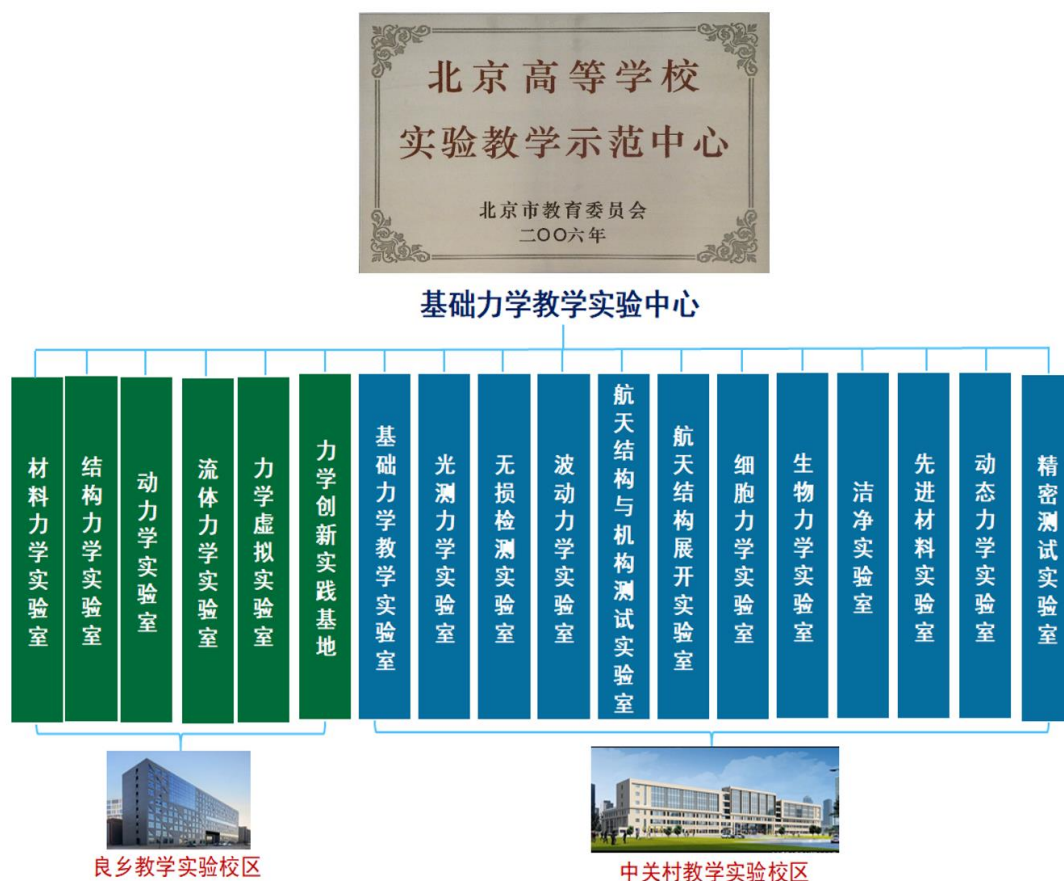 北京高等学校
实验教学示范中心
北京市教育委员会
二〇〇六年
基础力学教学实验中心
材料力学实验室
结构力学实验室
动力学实验室
流体力学实验室
力学虚拟实验室
力学创新实践基地
基础力学教学实验室
光测力学实验室
无损检测实验室
波动力学实验室
航天结构与机构测试实验室
航天结构展开实验室
细胞力学实验室
生物力学实验室
洁净实验室
先进材料实验室
动态力学实验室
精密测试实验室
良乡教学实验校区
中关村教学实验校区